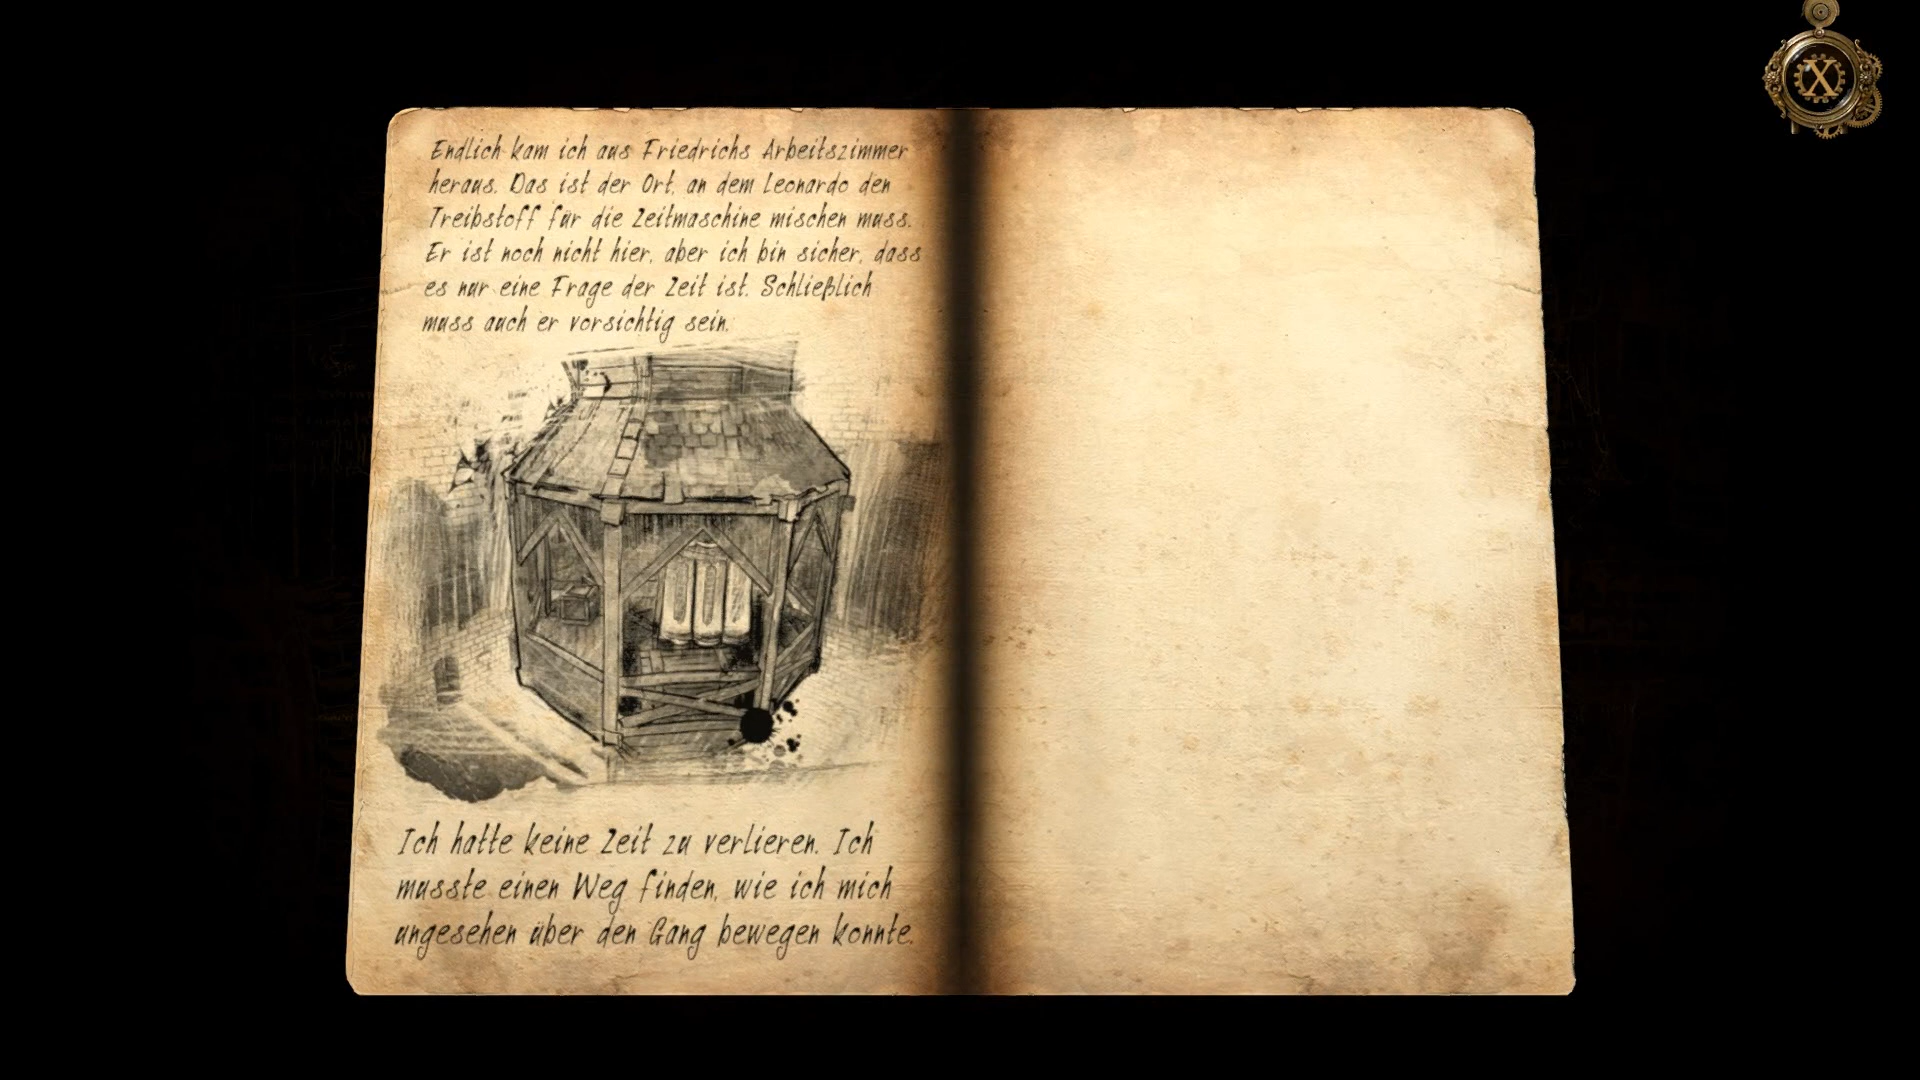 Endlich kam ich aus Friedrichs Arbeitszimmer
heraus. Das ist der Ort, an dem Leonardo den
Treibstoff für die Zeitmaschine mischen muss.
Er ist noch nicht hier, aber ich bin sicher, dass
es nur eine Frage der Zeit ist. Schließlich
muss auch er vorsichtig sein.
Ich hatte keine Zeit zu verlieren. Ich
musste einen Weg finden, wie ich mich
ungesehen über den Gang bewegen konnte.
X